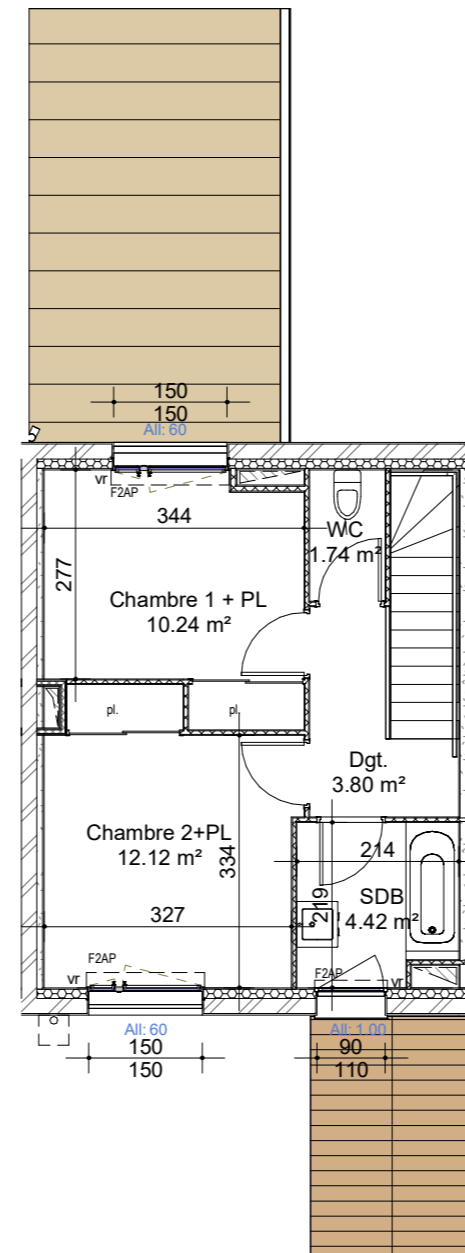 150
150
All: 60
vr
F2AP
344
WC
1.74 m²
277
Chambre 1 + PL
10.24 m²
pl.
pl.
Dgt.
3.80 m²
Chambre 2+PL
12.12 m²
334
214
219
SDB
4.42 m²
327
F2AP
vr
F2AP
vr
All: 60
150
150
All: 1.00
90
110